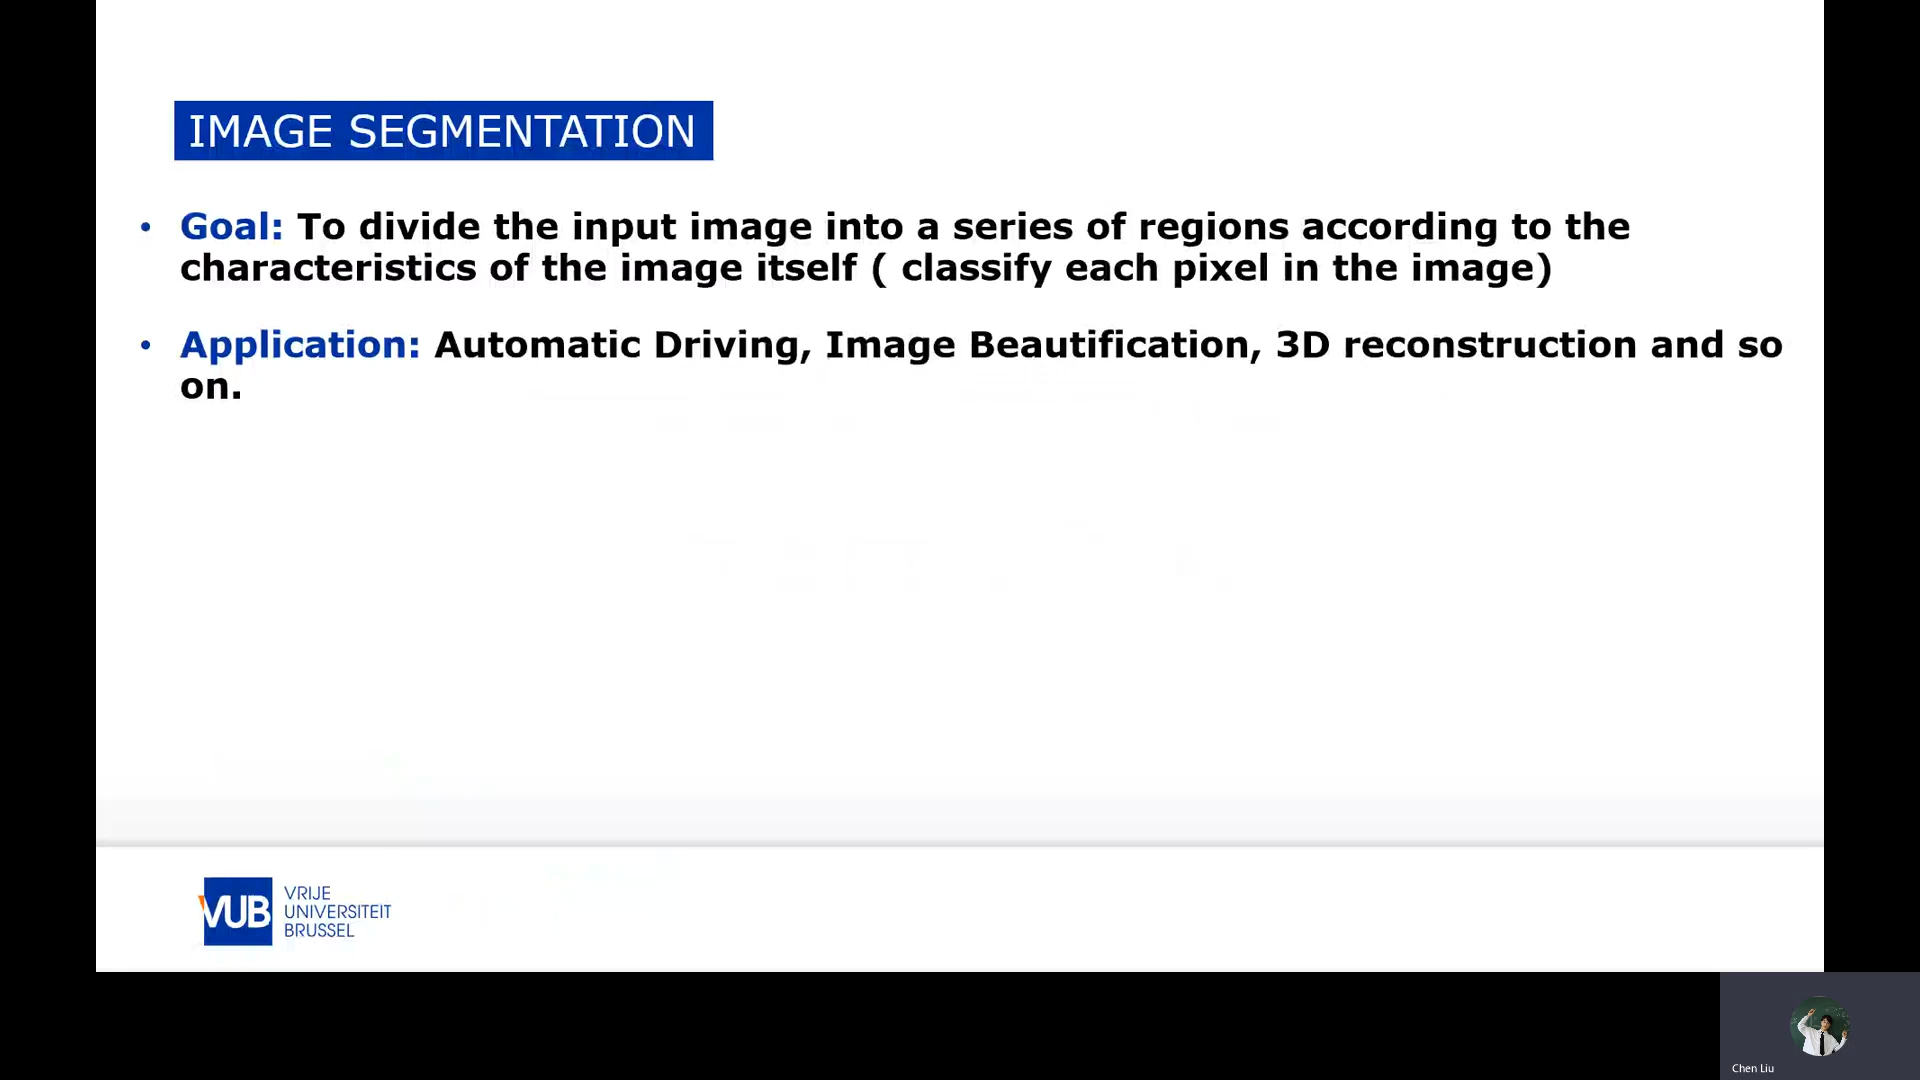 IMAGE SEGMENTATION
• Goal: To divide the input image into a series of regions according to the
characteristics of the image itself ( classify each pixel in the image)
• Application: Automatic Driving, Image Beautification, 3D reconstruction and so
on.
VUB
VRIJE
UNIVERSITEIT
BRUSSEL
Chen Liu